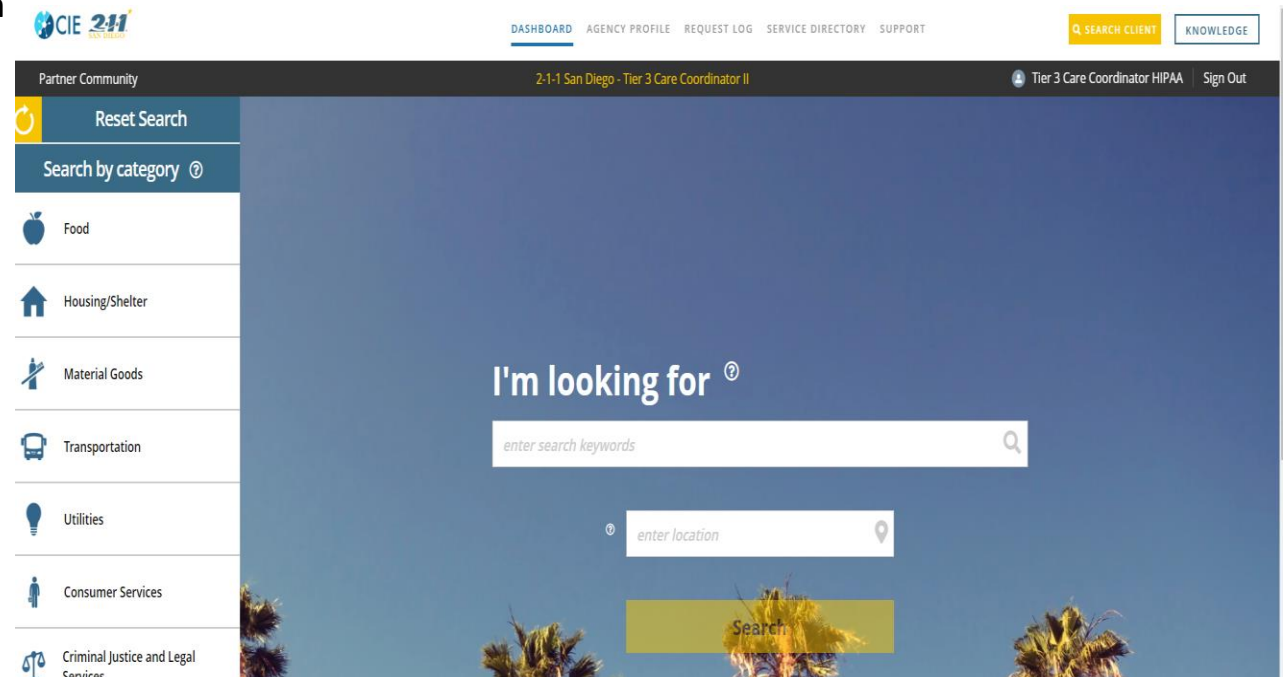 CIE 211
SAN DIEGO
DASHBOARD AGENCY PROFILE REQUEST LOG SERVICE DIRECTORY SUPPORT
SEARCH CLIENT
KNOWLEDGE
Partner Community
2-1-1 San Diego - Tier 3 Care Coordinator II
Tier 3 Care Coordinator HIPAA Sign Out
Reset Search
Search by category ?
Food
Housing/Shelter
Material Goods
Transportation
Utilities
Consumer Services
Criminal Justice and Legal
Services
I'm looking for ?
enter search keywords
? enter location
Search